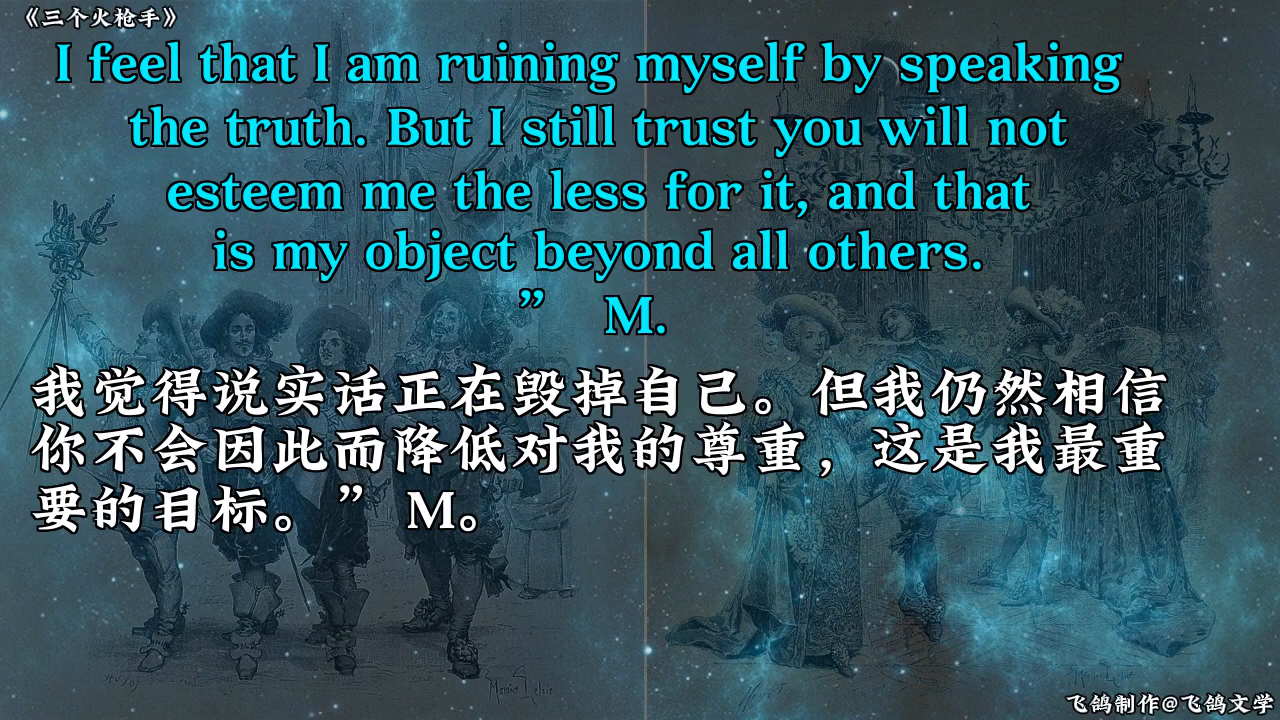 《三个火枪手》
I feel that I am ruining myself by speaking
the truth. But I still trust you will not
esteem me the less for it, and that
is my object beyond all others.
” M.
我觉得说实话正在毁掉自己。但我仍然相信
你不会因此而降低对我的尊重，这是我最重
要的目标。” M。
飞鸽制作@飞鸽文学